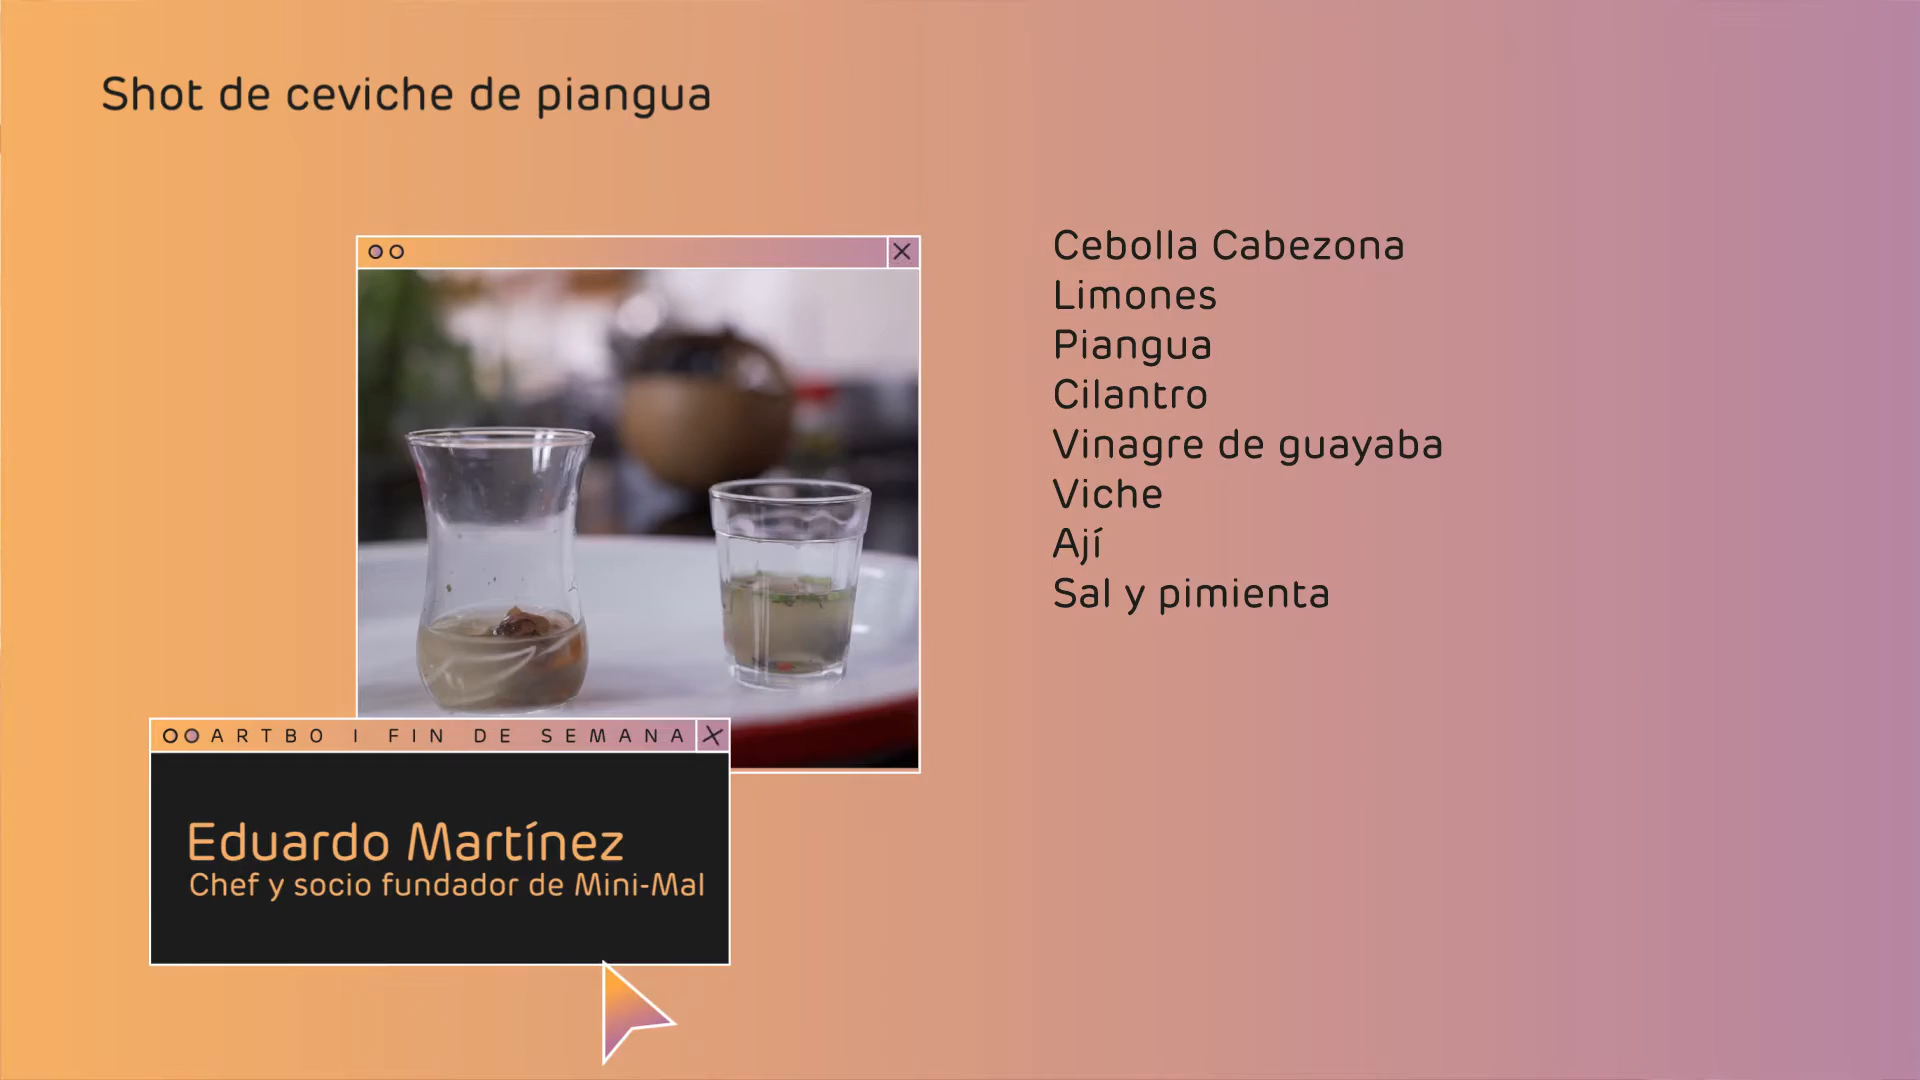 Shot de ceviche de piangua
Cebolla Cabezona
Limones
Piangua
Cilantro
Vinagre de guayaba
Viche
Ají
Sal y pimienta
ARTBO I FIN DE SEMANA
Eduardo Martínez
Chef y socio fundador de Mini-Mal